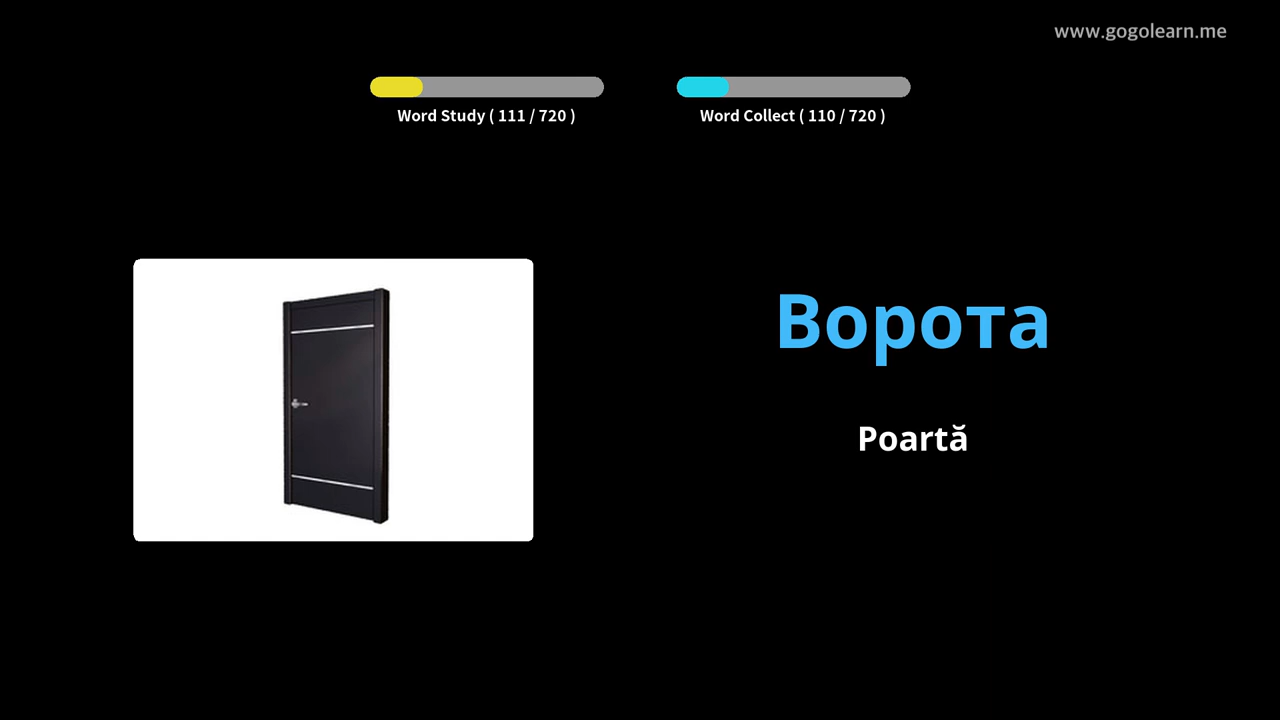 www.gogolearn.me
Word Study ( 111 / 720 )
Word Collect ( 110 / 720 )
Ворота
Poartă